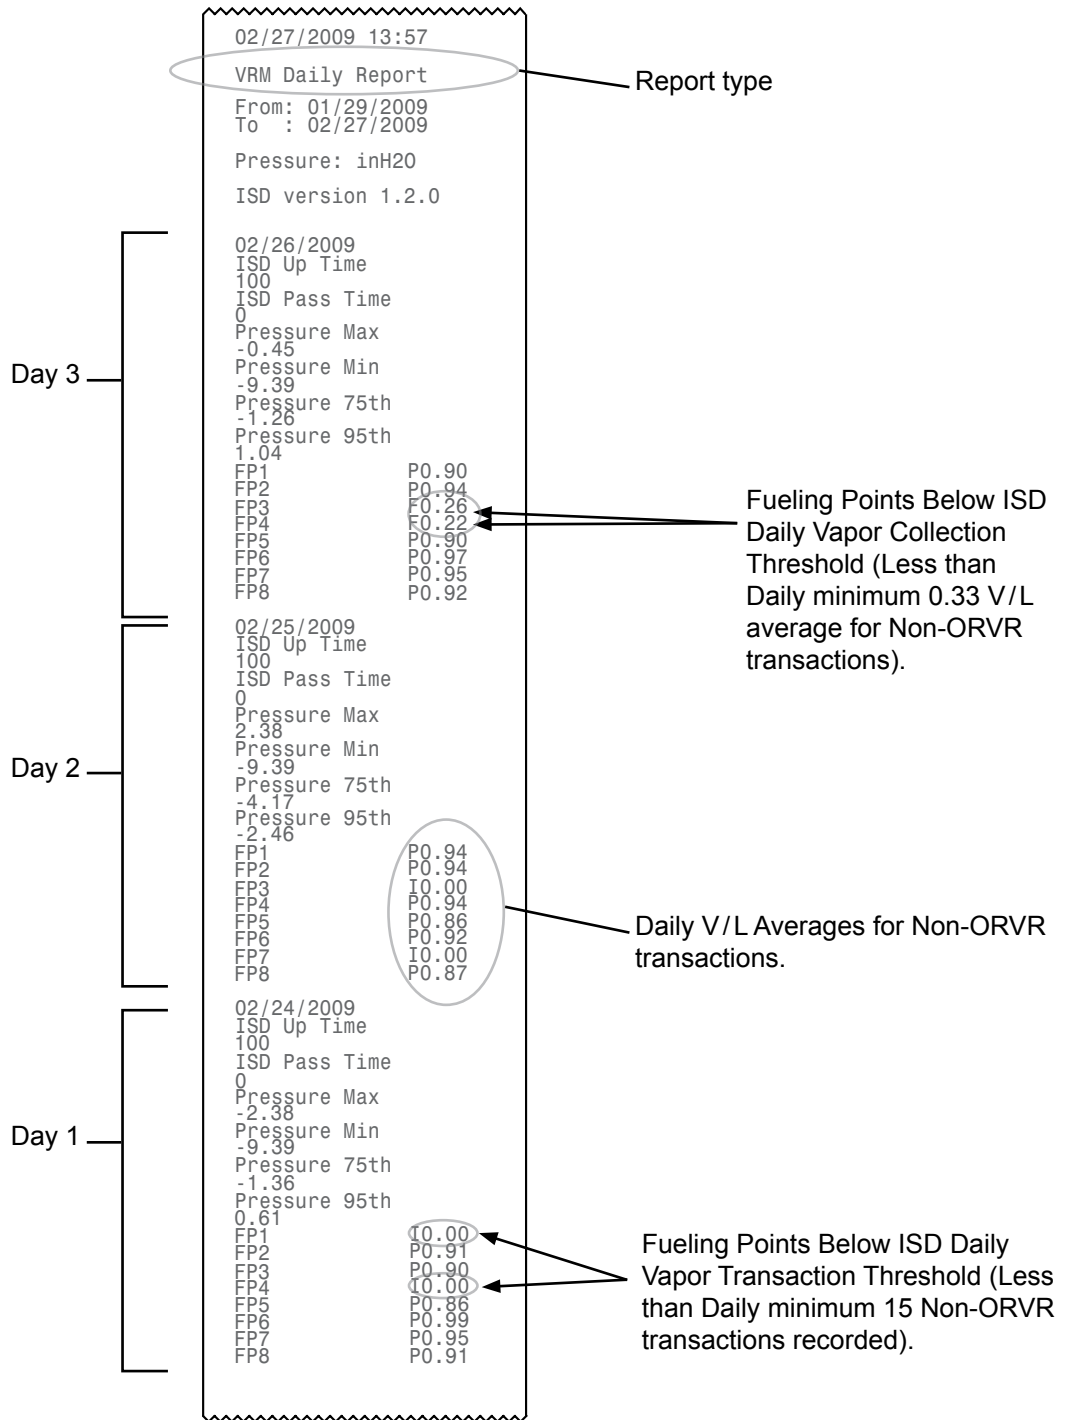 02/27/2009 13:57
VRM Daily Report
Report type
From: 01/29/2009
To  : 02/27/2009
Pressure: inH2O
ISD version 1.2.0
Day 3
02/26/2009
ISD Up Time
100
ISD Pass Time
0
Pressure Max
-0.45
Pressure Min
-9.39
Pressure 75th
-1.26
Pressure 95th
1.04
FP1 P0.90
FP2 P0.94
FP3 F0.26
FP4 F0.22
FP5 P0.90
FP6 P0.97
FP7 P0.95
FP8 P0.92
Fueling Points Below ISD
Daily Vapor Collection
Threshold (Less than
Daily minimum 0.33 V/L
average for Non-ORVR
transactions).
Day 2
02/25/2009
ISD Up Time
100
ISD Pass Time
0
Pressure Max
2.38
Pressure Min
-9.39
Pressure 75th
-4.17
Pressure 95th
-2.46
FP1 P0.94
FP2 P0.94
FP3 I0.00
FP4 P0.94
FP5 P0.86
FP6 P0.92
FP7 I0.00
FP8 P0.87
Daily V/L Averages for Non-ORVR
transactions.
Day 1
02/24/2009
ISD Up Time
100
ISD Pass Time
0
Pressure Max
-2.38
Pressure Min
-9.39
Pressure 75th
-1.36
Pressure 95th
0.61
FP1 I0.00
FP2 P0.91
FP3 P0.90
FP4 I0.00
FP5 P0.86
FP6 P0.99
FP7 P0.95
FP8 P0.91
Fueling Points Below ISD Daily
Vapor Transaction Threshold (Less
than Daily minimum 15 Non-ORVR
transactions recorded).